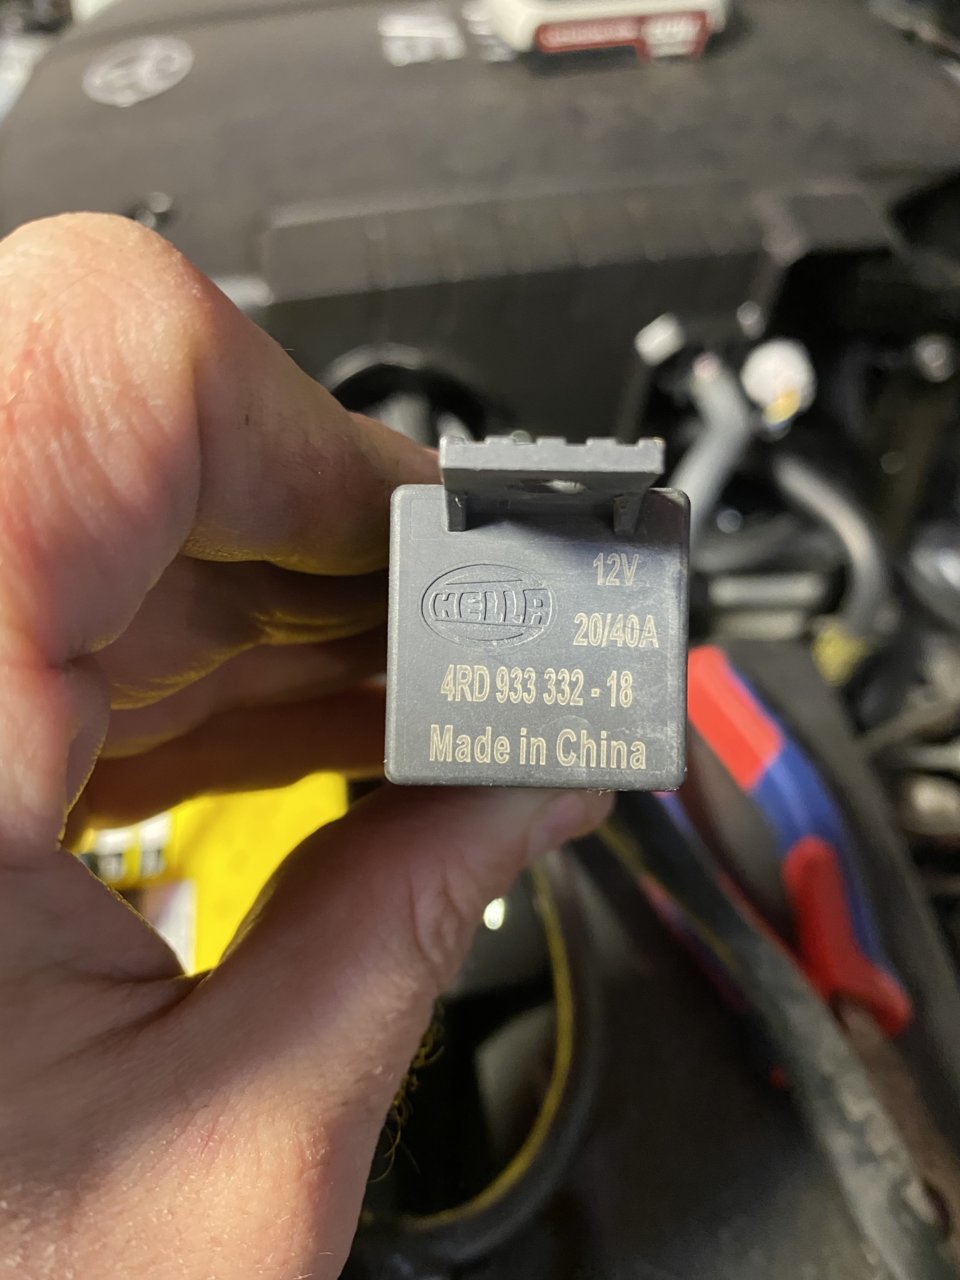 HELLA
12V
20/40A
4RD 933 332 - 18
Made in China